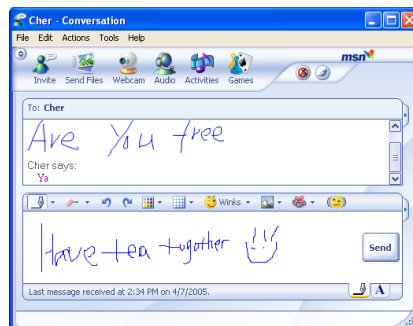 Cher - Conversation
File Edit Actions Tools Help
msn
Invite Send Files Webcam Audio Activities Games
To: Cher
Are You free
Cher says:
Ya
Winks
Have tea togother
Send
Last message received at 2:34 PM on 4/7/2005.
A